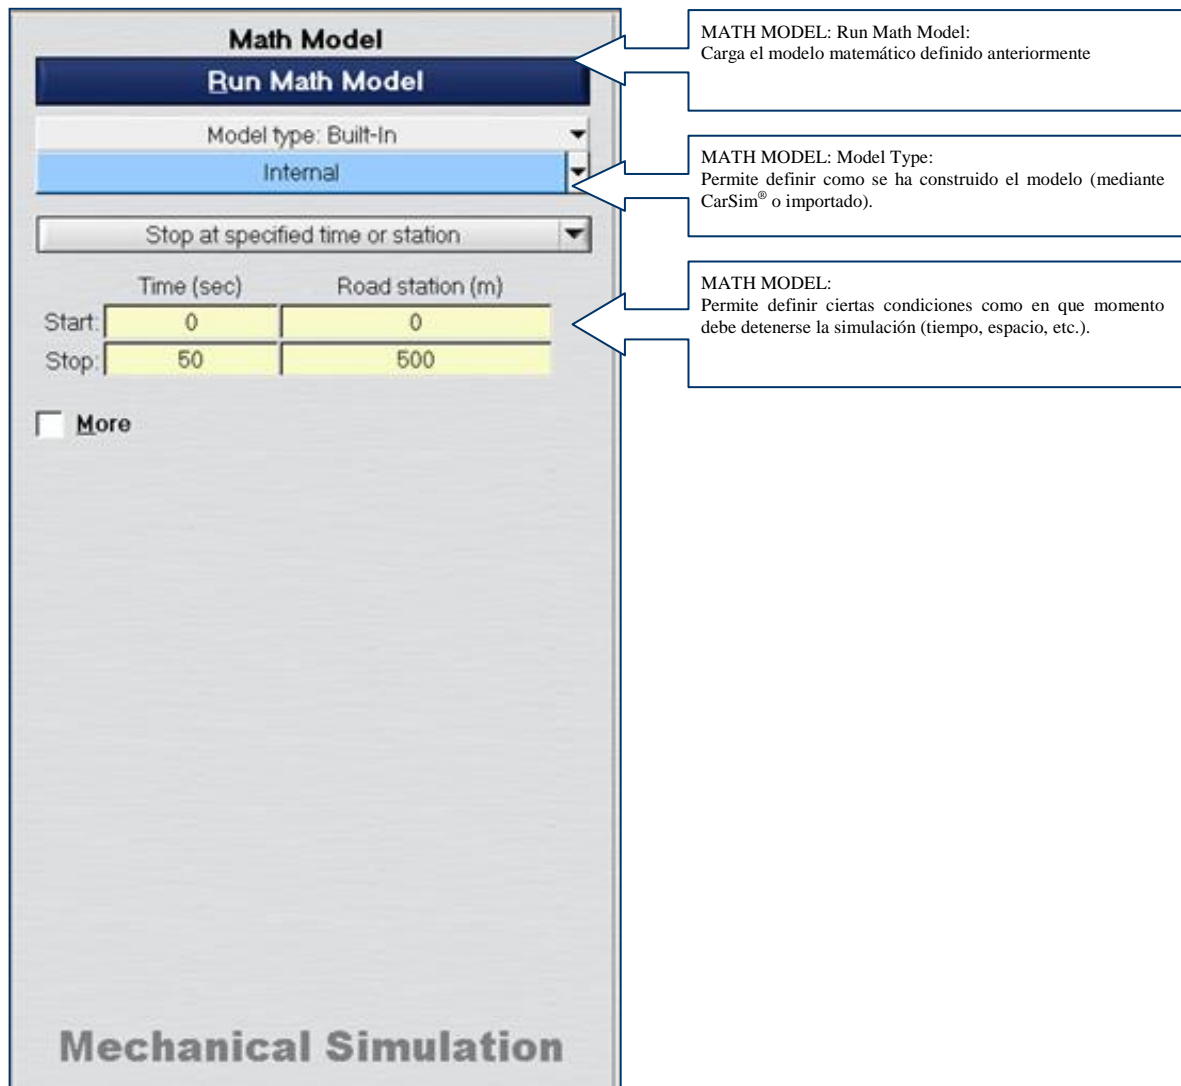 Math Model
Run Math Model
Model type: Built-In
Internal
Stop at specified time or station
Time (sec) Road station (m)
Start: 0 0
Stop: 50 500
More
Mechanical Simulation
MATH MODEL: Run Math Model:
Carga el modelo matemático definido anteriormente
MATH MODEL: Model Type:
Permite definir como se ha construido el modelo (mediante
CarSim® o importado).
MATH MODEL:
Permite definir ciertas condiciones como en que momento
debe detenerse la simulación (tiempo, espacio, etc.).